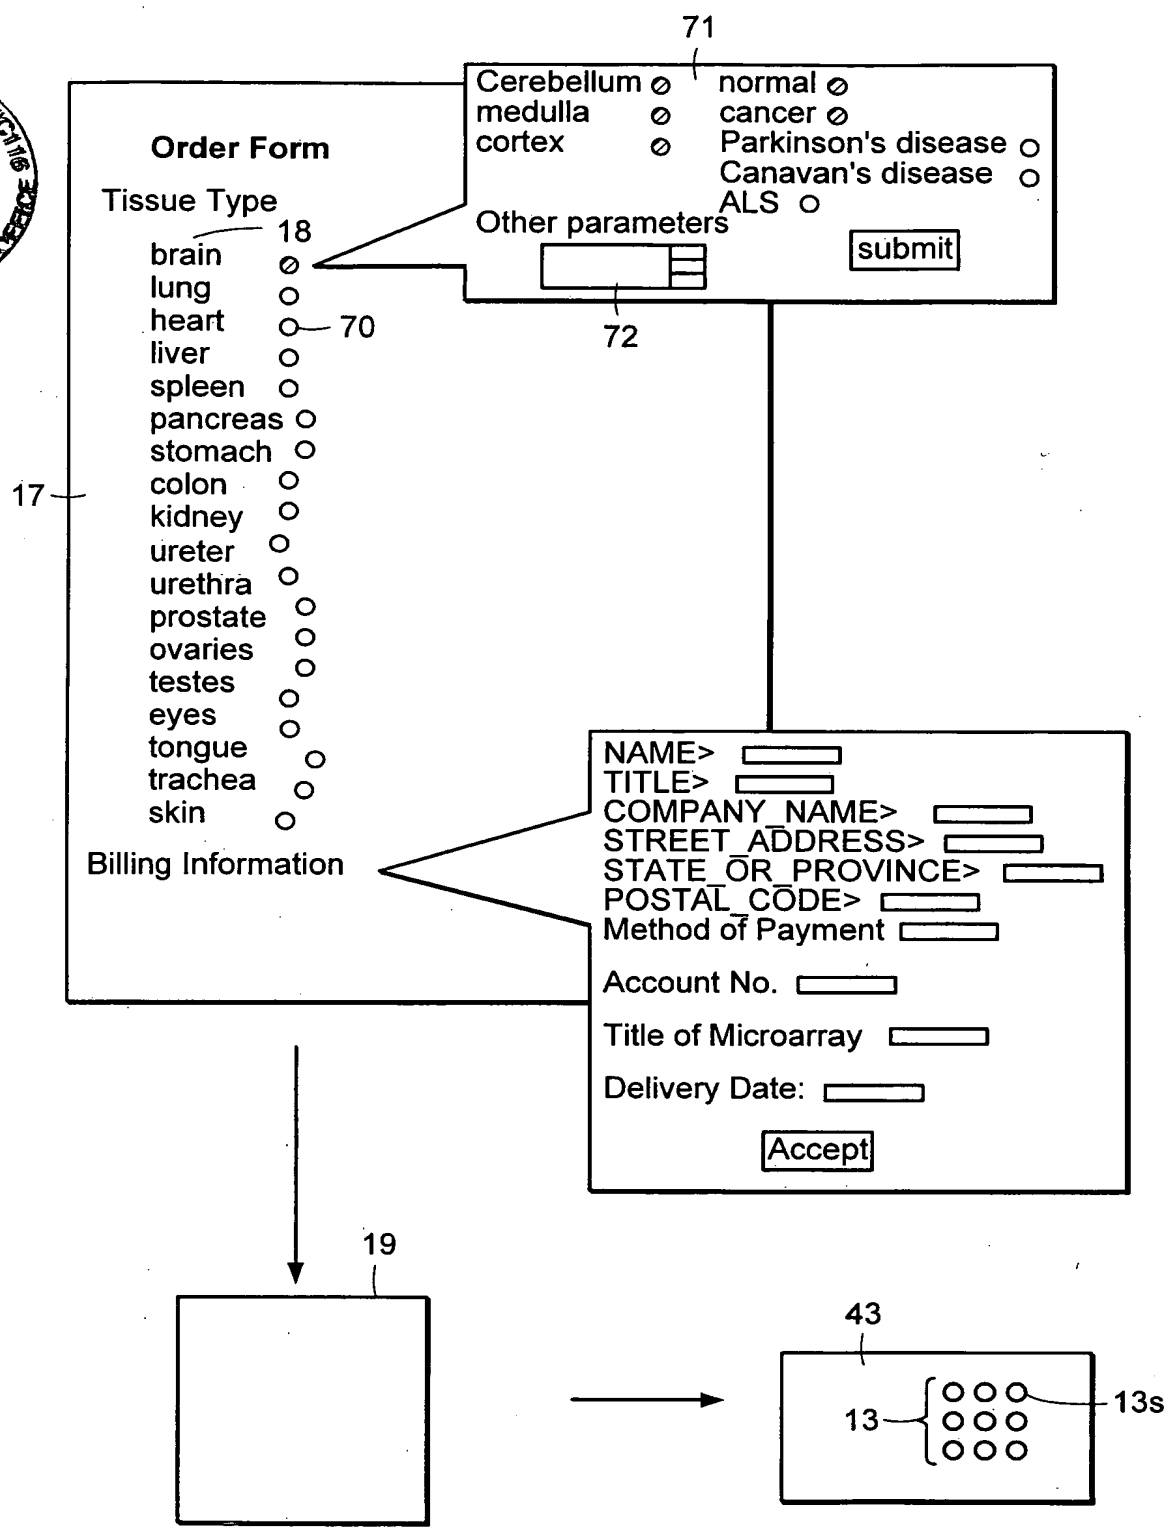 71
Cerebellum normal
medulla cancer
cortex Parkinson's disease
Canavan's disease
ALS
Other parameters
submit
72
Order Form
Tissue Type
18
brain
lung
heart 70
liver
spleen
pancreas
stomach
colon
17
kidney
ureter
urethra
prostate
ovaries
testes
eyes
tongue
trachea
skin
Billing Information
NAME>
TITLE>
COMPANY_NAME>
STREET_ADDRESS>
STATE_OR_PROVINCE>
POSTAL_CODE>
Method of Payment
Account No.
Title of Microarray
Delivery Date:
Accept
19
43
13 13s